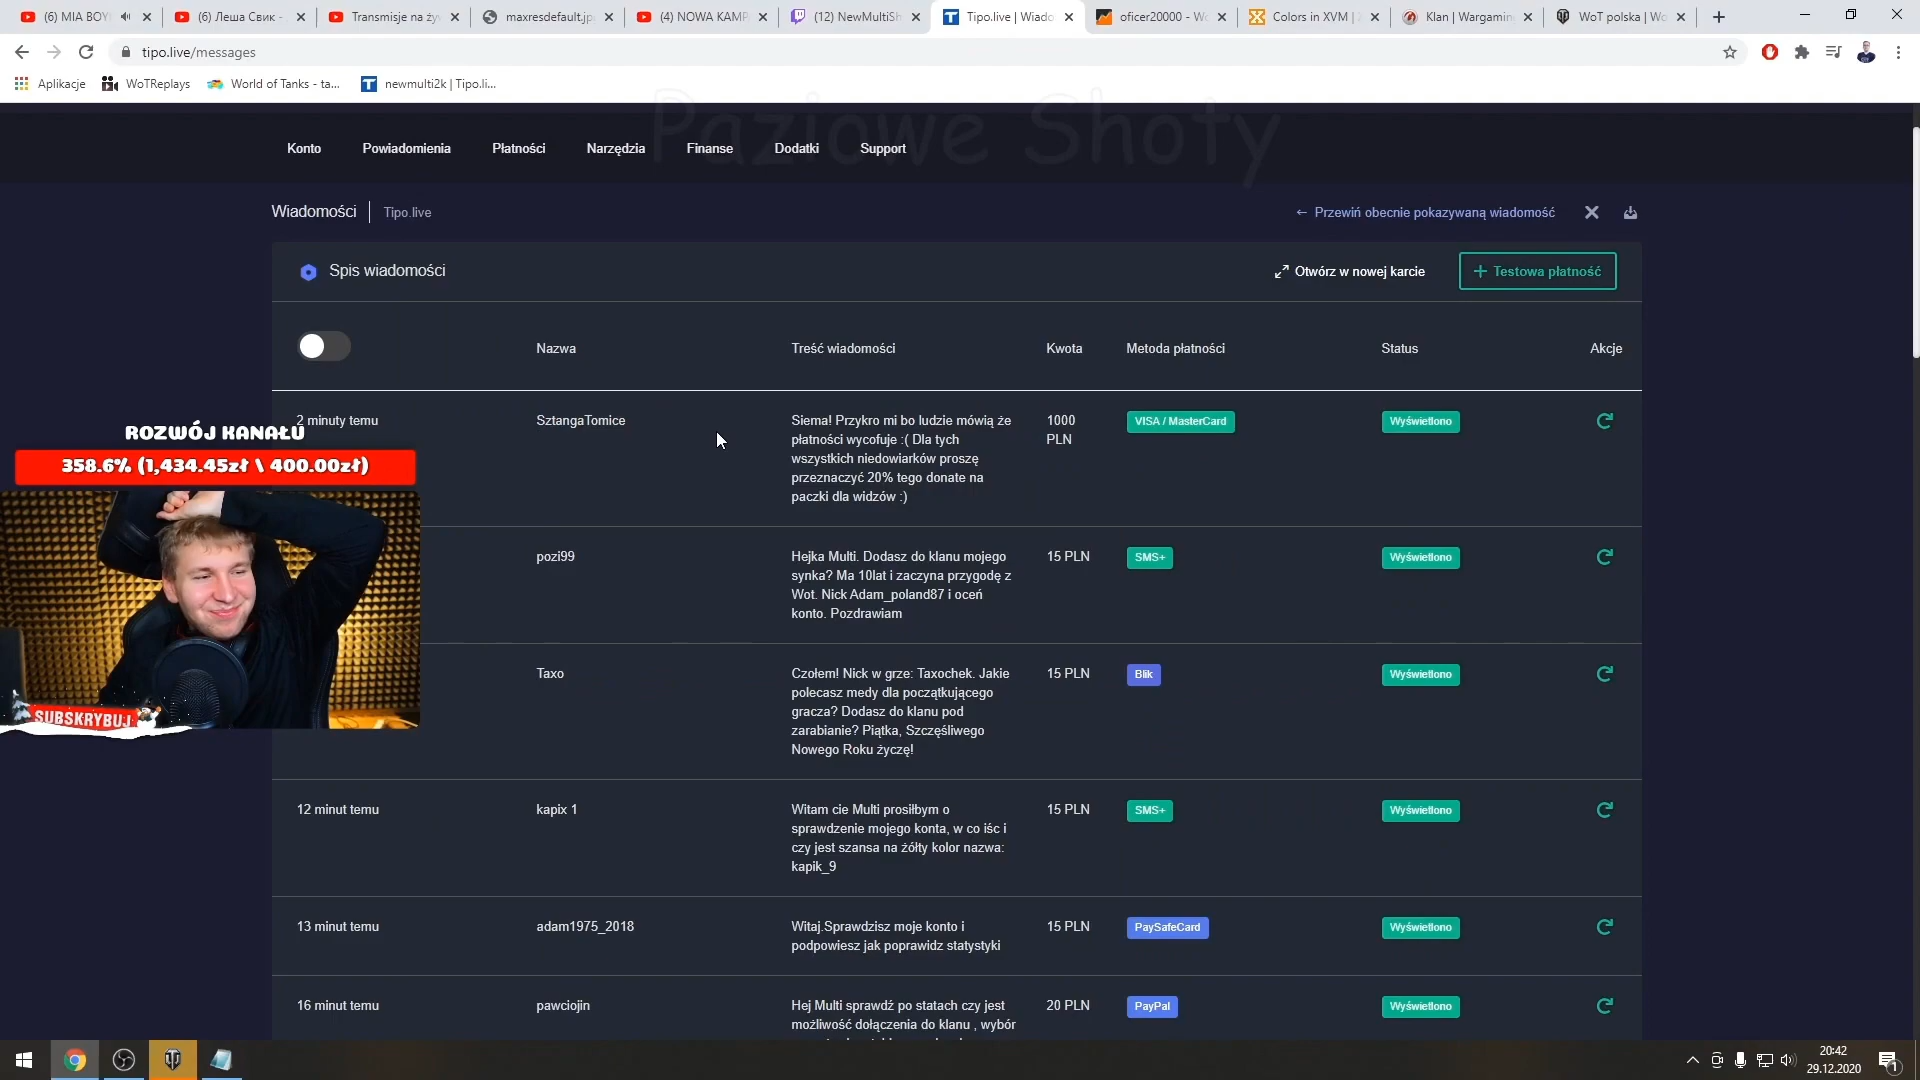 (6) MIA BOY
(6) Леша Свик -
Transmisje na ży
maxresdefault.jp
(4) NOWA KAMP
(12) NewMultiSh
Tipo.live | Wiado
oficer20000 - Wo
Colors in XVM |
Klan | Wargaming
WoT polska | Wo
tipo.live/messages
Aplikacje
WoTReplays
World of Tanks - ta...
newmulti2k | Tipo.li...
Paziowe Shoty
Konto
Powiadomienia
Płatności
Narzędzia
Finanse
Dodatki
Support
Wiadomości
Tipo.live
← Przewiń obecnie pokazywaną wiadomość
Spis wiadomości
Otwórz w nowej karcie
+ Testowa płatność
Nazwa
Treść wiadomości
Kwota
Metoda płatności
Status
Akcje
2 minuty temu
SztangaTomice
Siema! Przykro mi bo ludzie mówią że
płatności wycofuje :( Dla tych
wszystkich niedowiarków proszę
przeznaczyć 20% tego donate na
paczki dla widzów :)
1000
PLN
VISA / MasterCard
Wyświetlono
ROZWÓJ KANAŁU
358.6% (1,434.45zł \ 400.00zł)
SUBSKRYBUJ
pozi99
Hejka Multi. Dodasz do klanu mojego
synka? Ma 10lat i zaczyna przygodę z
Wot. Nick Adam_poland87 i oceń
konto. Pozdrawiam
15 PLN
SMS+
Wyświetlono
Taxo
Czołem! Nick w grze: Taxochek. Jakie
polecasz medy dla początkującego
gracza? Dodasz do klanu pod
zarabianie? Piątka, Szczęśliwego
Nowego Roku życzę!
15 PLN
Blik
Wyświetlono
12 minut temu
kapix 1
Witam cie Multi prosiłbym o
sprawdzenie mojego konta, w co iśc i
czy jest szansa na żółty kolor nazwa:
kapik_9
15 PLN
SMS+
Wyświetlono
13 minut temu
adam1975_2018
Witaj.Sprawdzisz moje konto i
podpowiesz jak poprawidz statystyki
15 PLN
PaySafeCard
Wyświetlono
16 minut temu
pawciojin
Hej Multi sprawdź po statach czy jest
możliwość dołączenia do klanu , wybór
20 PLN
PayPal
Wyświetlono
20:42
29.12.2020
1